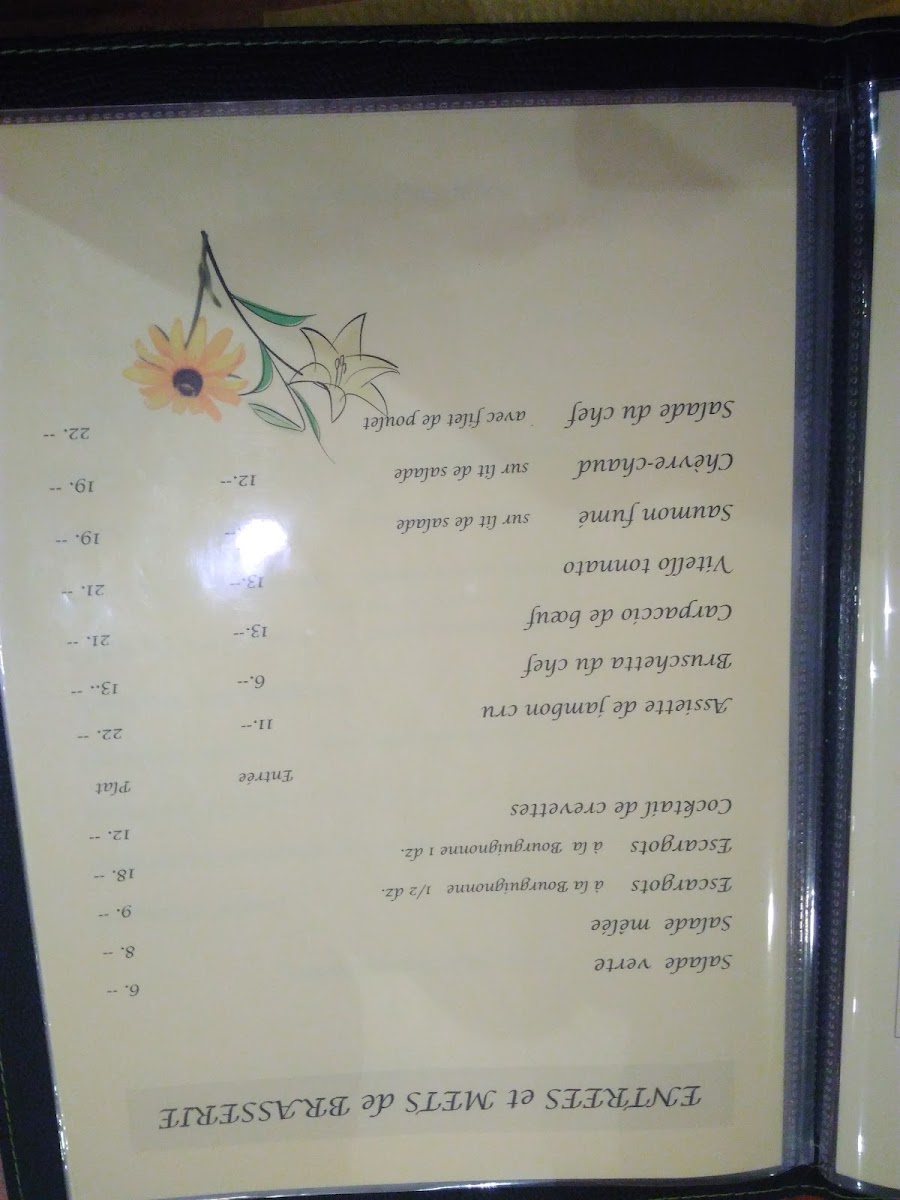 ENTREES et METS de BRASSERIE
Salade verte 6. --
Salade mêlée 8. --
Escargots à la Bourguignonne 1/2 dz. 9. --
Escargots à la Bourguignonne 1 dz. 18. --
Cocktail de crevettes 12. --
Entrée Plat
Assiette de jambon cru 11.-- 22. --
Bruschetta du chef 6.-- 13.. --
Carpaccio de bœuf 13.-- 21. --
Vitello tonnato 13.-- 21. --
Saumon fumé sur lit de salade 19. --
Chèvre-chaud sur lit de salade 12.-- 19. --
Salade du chef avec filet de poulet 22. --